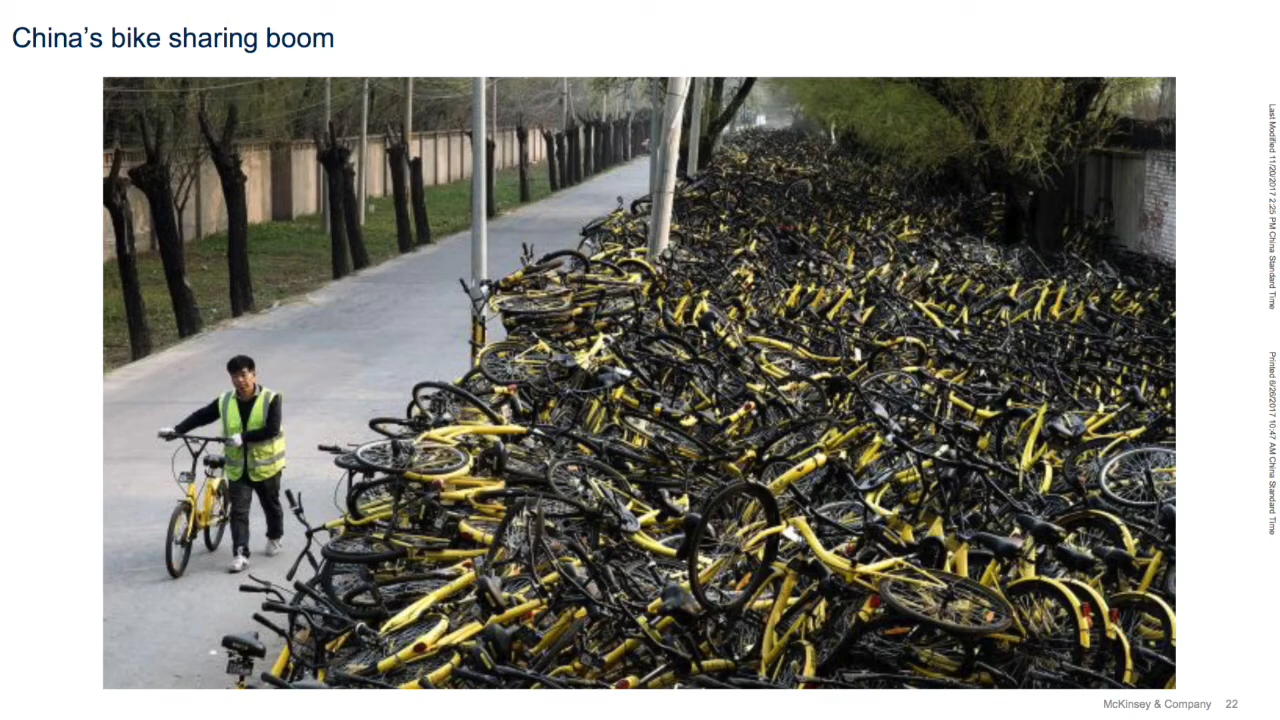 China's bike sharing boom
Last Modified 11/20/2017 2:25 PM China Standard Time
Printed 6/26/2017 10:47 AM China Standard Time
McKinsey & Company 22